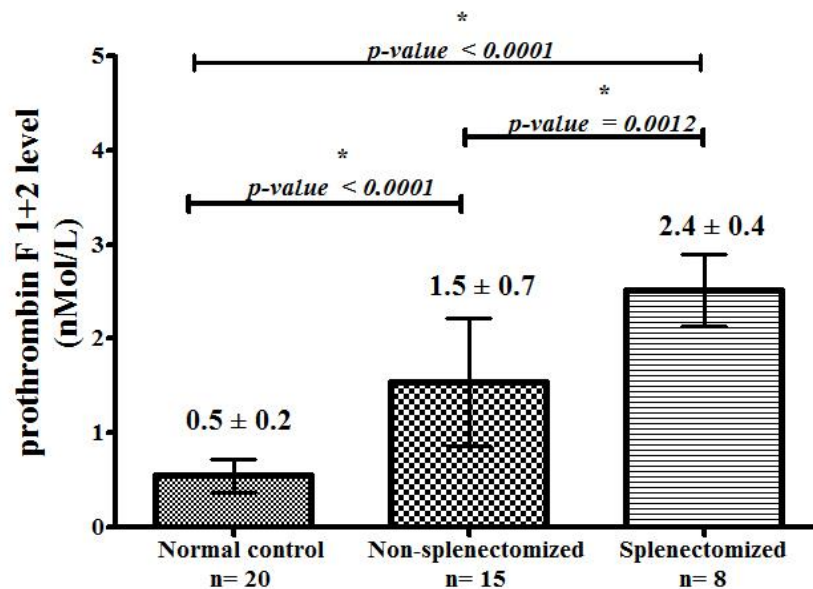 *
p-value < 0.0001
*
p-value = 0.0012
*
p-value < 0.0001
prothrombin F 1+2 level
(nMol/L)
5
4
3
2
1
0
2.4 ± 0.4
1.5 ± 0.7
0.5 ± 0.2
Normal control
n= 20
Non-splenectomized
n= 15
Splenectomized
n= 8